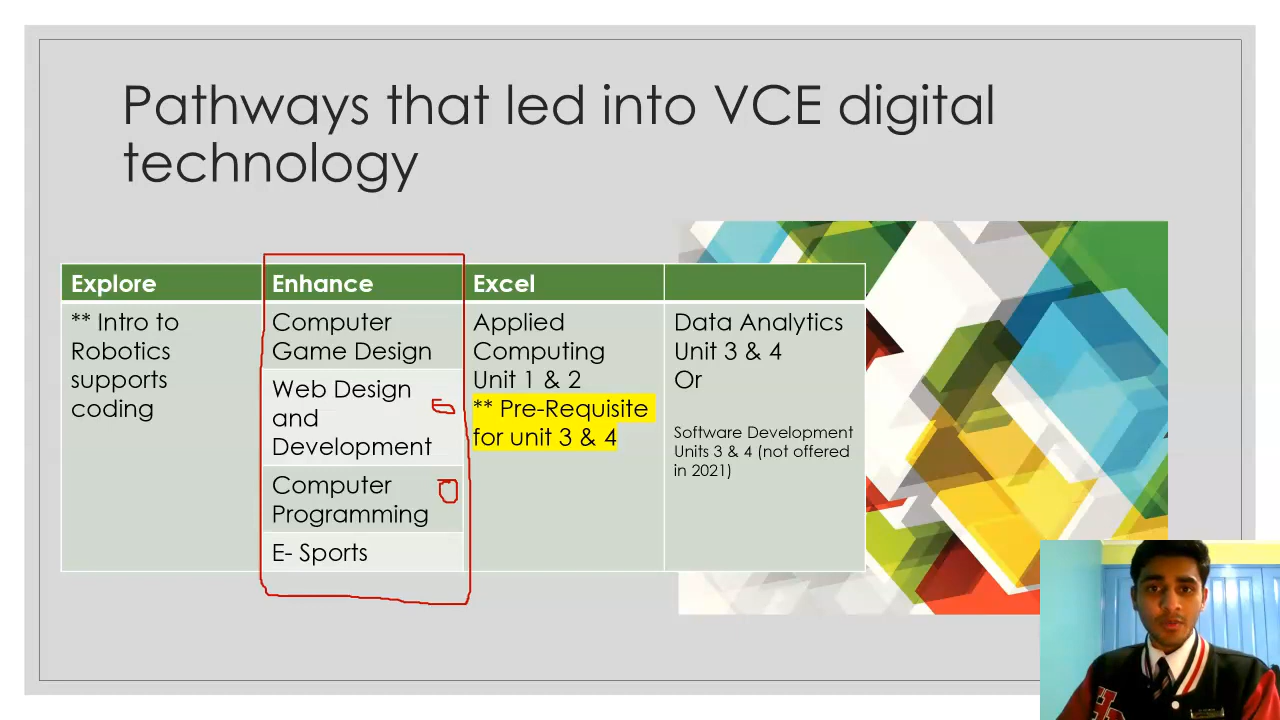 Pathways that led into VCE digital
technology
Explore
Enhance
Excel
** Intro to
Robotics
supports
coding
Computer
Game Design
Web Design
and
Development
Computer
Programming
E- Sports
Applied
Computing
Unit 1 & 2
** Pre-Requisite
for unit 3 & 4
Data Analytics
Unit 3 & 4
Or
Software Development
Units 3 & 4 (not offered
in 2021)